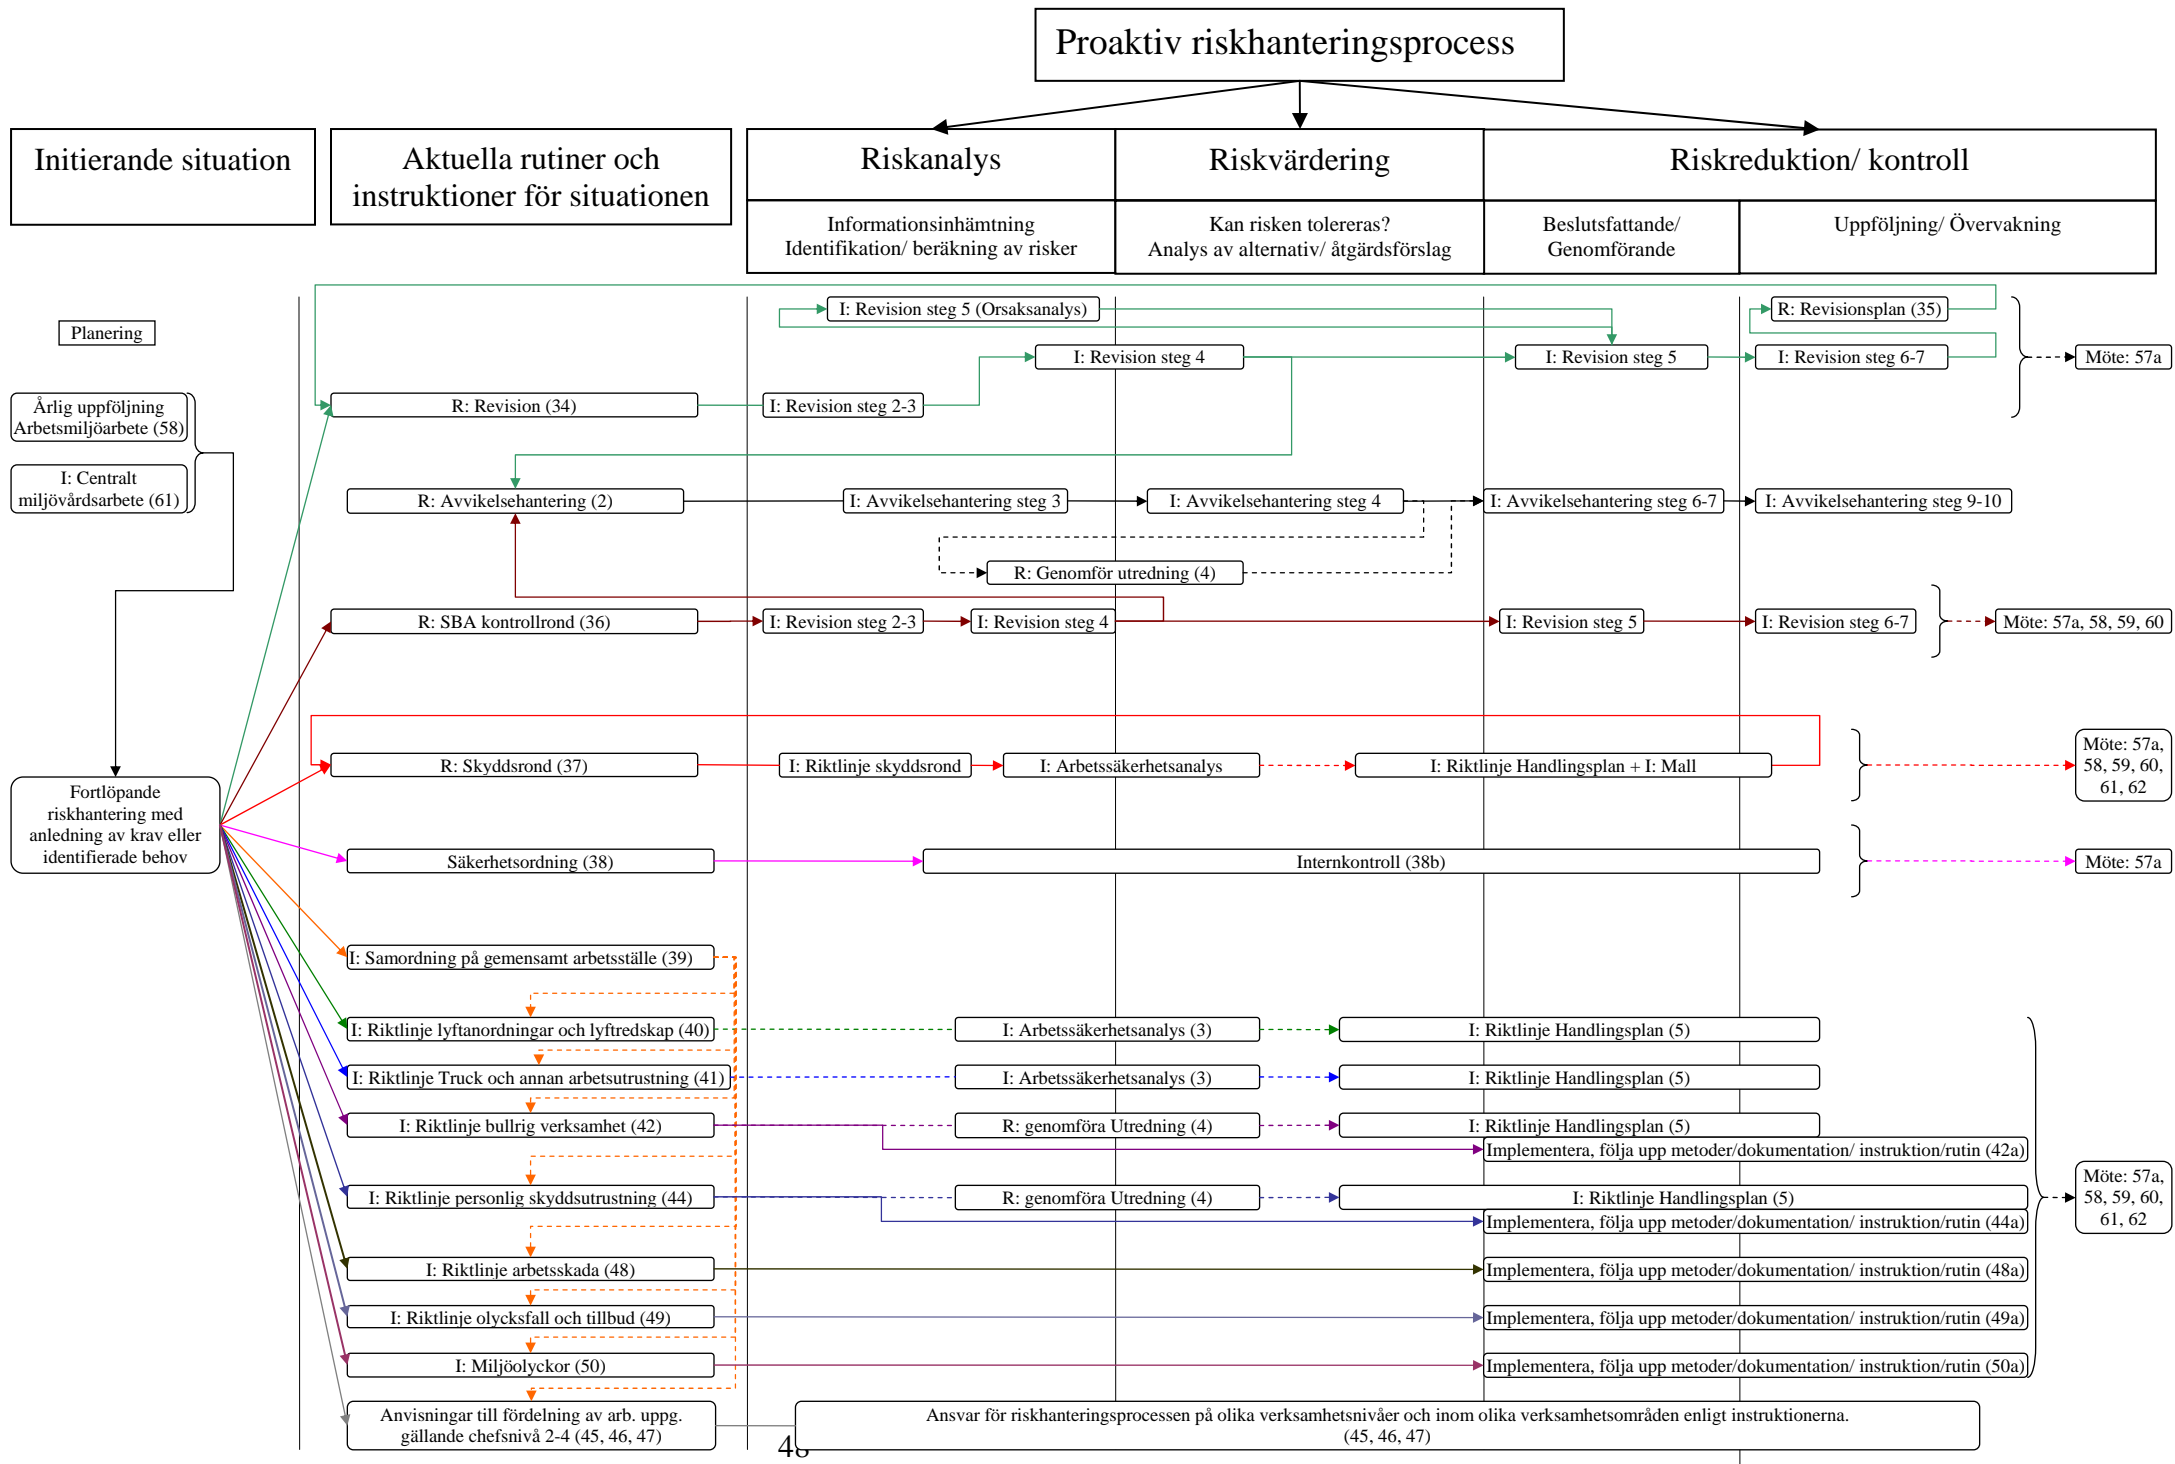 Proaktiv riskhanteringsprocess
Initierande situation
Aktuella rutiner och
instruktioner för situationen
Riskanalys
Riskvärdering
Riskreduktion/ kontroll
Informationsinhämtning
Identifikation/ beräkning av risker
Kan risken tolereras?
Analys av alternativ/ åtgärdsförslag
Beslutsfattande/
Genomförande
Uppföljning/ Övervakning
Planering
I: Revision steg 5 (Orsaksanalys)
R: Revisionsplan (35)
I: Revision steg 4
I: Revision steg 5
I: Revision steg 6-7
Möte: 57a
Årlig uppföljning
Arbetsmiljöarbete (58)
R: Revision (34)
I: Revision steg 2-3
I: Centralt
miljövårdsarbete (61)
R: Avvikelsehantering (2)
I: Avvikelsehantering steg 3
I: Avvikelsehantering steg 4
I: Avvikelsehantering steg 6-7
I: Avvikelsehantering steg 9-10
R: Genomför utredning (4)
R: SBA kontrollrond (36)
I: Revision steg 2-3
I: Revision steg 4
I: Revision steg 5
I: Revision steg 6-7
Möte: 57a, 58, 59, 60
R: Skyddsrond (37)
I: Riktlinje skyddsrond
I: Arbetssäkerhetsanalys
I: Riktlinje Handlingsplan + I: Mall
Möte: 57a,
58, 59, 60,
61, 62
Fortlöpande
riskhantering med
anledning av krav eller
identifierade behov
Säkerhetsordning (38)
Internkontroll (38b)
Möte: 57a
I: Samordning på gemensamt arbetsställe (39)
I: Riktlinje lyftanordningar och lyftredskap (40)
I: Arbetssäkerhetsanalys (3)
I: Riktlinje Handlingsplan (5)
I: Riktlinje Truck och annan arbetsutrustning (41)
I: Arbetssäkerhetsanalys (3)
I: Riktlinje Handlingsplan (5)
I: Riktlinje bullrig verksamhet (42)
R: genomföra Utredning (4)
I: Riktlinje Handlingsplan (5)
Implementera, följa upp metoder/dokumentation/ instruktion/rutin (42a)
I: Riktlinje personlig skyddsutrustning (44)
R: genomföra Utredning (4)
I: Riktlinje Handlingsplan (5)
Implementera, följa upp metoder/dokumentation/ instruktion/rutin (44a)
Möte: 57a,
58, 59, 60,
61, 62
I: Riktlinje arbetsskada (48)
Implementera, följa upp metoder/dokumentation/ instruktion/rutin (48a)
I: Riktlinje olycksfall och tillbud (49)
Implementera, följa upp metoder/dokumentation/ instruktion/rutin (49a)
I: Miljöolyckor (50)
Implementera, följa upp metoder/dokumentation/ instruktion/rutin (50a)
Anvisningar till fördelning av arb. uppg.
gällande chefsnivå 2-4 (45, 46, 47)
Ansvar för riskhanteringsprocessen på olika verksamhetsnivåer och inom olika verksamhetsområden enligt instruktionerna.
(45, 46, 47)
48